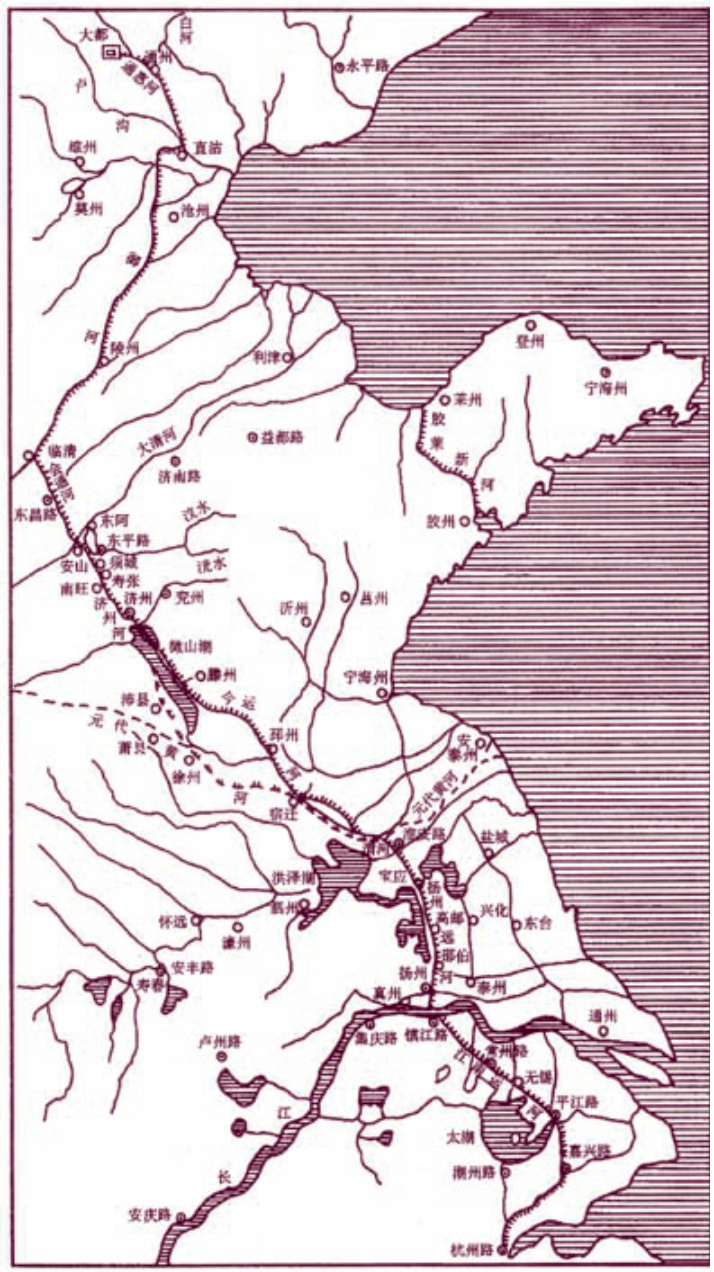 大都
通州
白河
通惠河
永平路
卢沟
直沽
雄州
莫州
沧州
御河
陵州
利津
登州
宁海州
莱州
胶莱新河
胶州
大清河
益都路
济南路
临清
会通河
东昌路
东阿
汶水
东平路
安山
须城
寿张
洸水
南旺
济州
兖州
济州河
莒州
沂州
微山湖
滕州
宁海州
沛县
今运河
元代黄河
萧县
徐州
邳州
安
泰州
宿迁
元代黄河
清河
淮庆路
盐城
洪泽湖
宝应
扬州运河
泗州
高邮
兴化
东台
怀远
濠州
邵伯
安丰路
寿春
扬州
泰州
真州
通州
集庆路
镇江路
卢州路
常州路
江南运河
无锡
平江路
长江
太湖
嘉兴路
湖州路
安庆路
杭州路